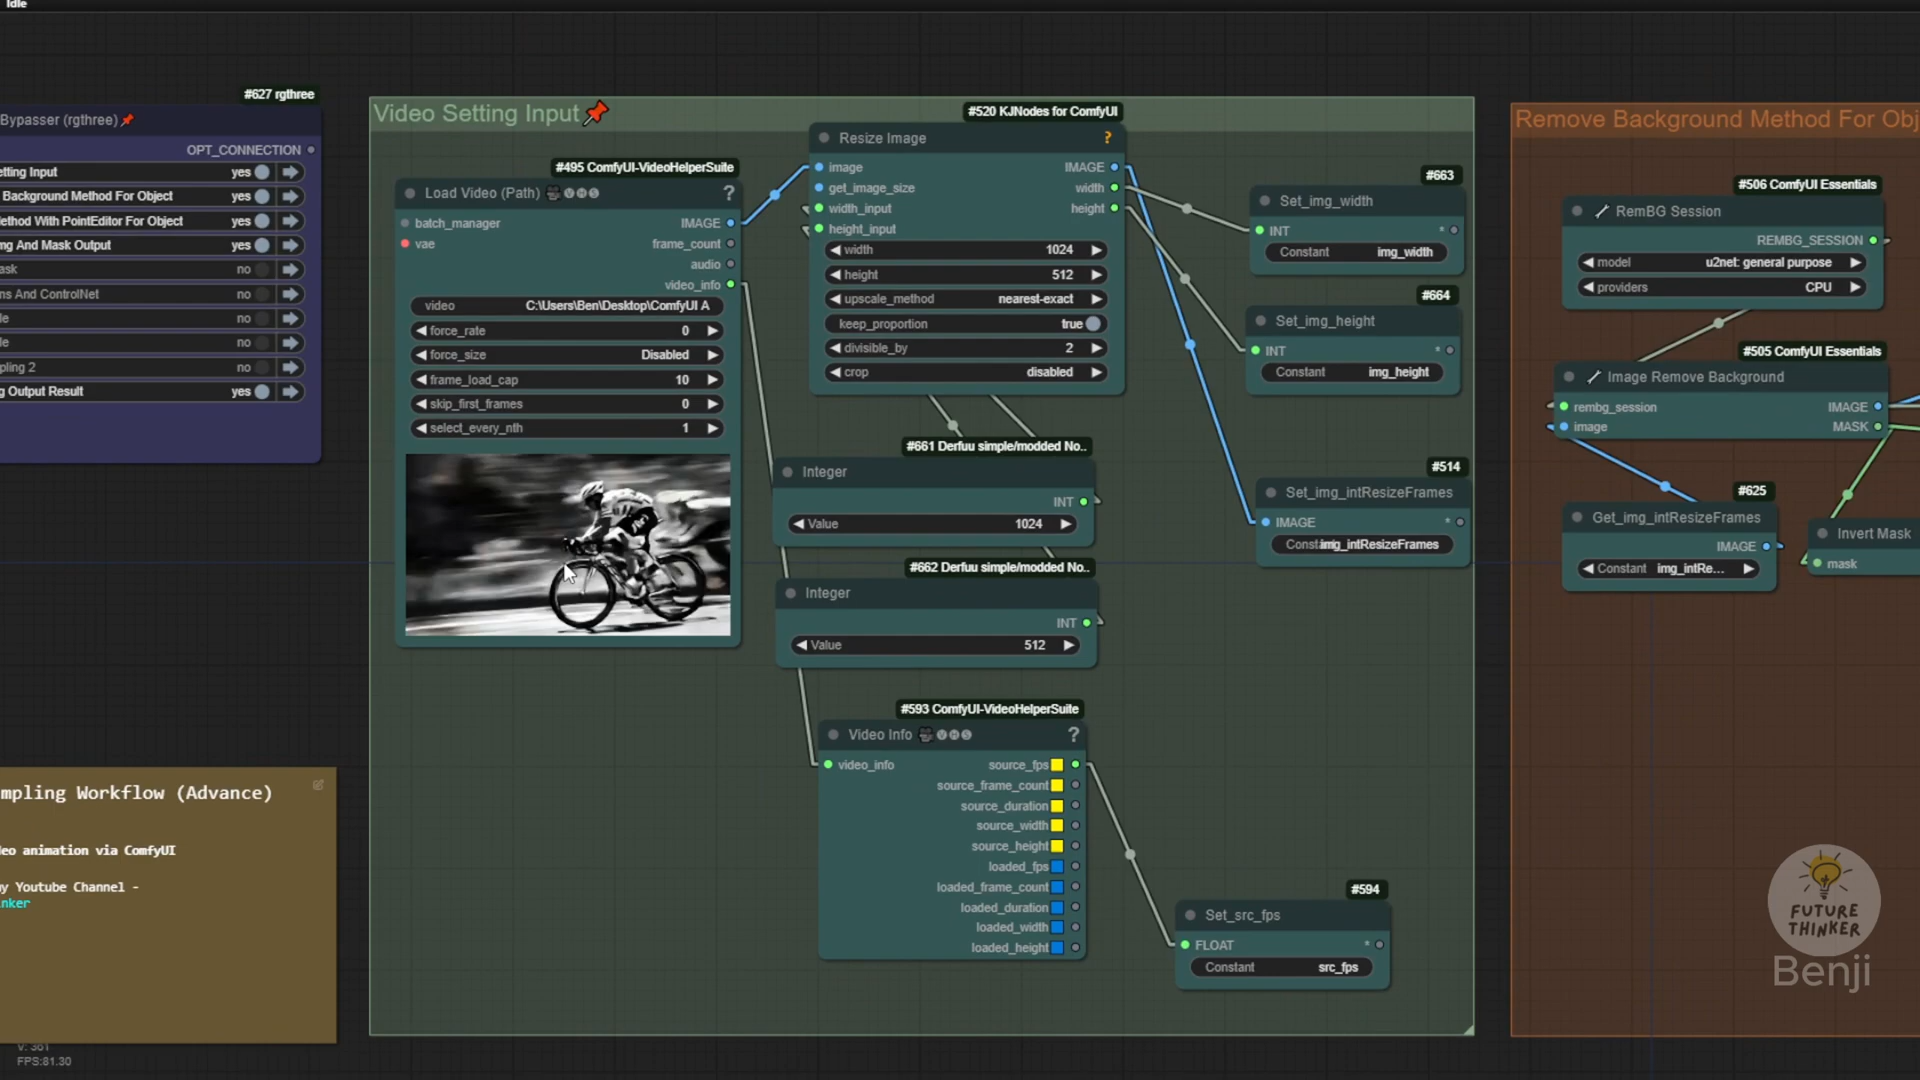 Idle
#627 rgthree
Bypasser (rgthree)
OPT_CONNECTION
etting Input yes
Background Method For Object yes
Method With PointEditor For Object yes
ng And Mask Output yes
ask no
ns And ControlNet no
le no
le no
pling 2 no
g Output Result yes
mpling Workflow (Advance)
deo animation via ComfyUI
my Youtube Channel -
inker
V: 361
FPS:81.30
Video Setting Input
#495 ComfyUI-VideoHelperSuite
Load Video (Path) VHS ?
batch_manager IMAGE
vae frame_count
audio
video_info
video C:\Users\Ben\Desktop\ComfyUI A
force_rate 0
force_size Disabled
frame_load_cap 10
skip_first_frames 0
select_every_nth 1
#520 KJNodes for ComfyUI
Resize Image ?
image IMAGE
get_image_size width
width_input height
height_input
width 1024
height 512
upscale_method nearest-exact
keep_proportion true
divisible_by 2
crop disabled
#661 Derfuu simple/modded No..
Integer
INT
Value 1024
#662 Derfuu simple/modded No..
Integer
INT
Value 512
#593 ComfyUI-VideoHelperSuite
Video Info VHS ?
video_info source_fps
source_frame_count
source_duration
source_width
source_height
loaded_fps
loaded_frame_count
loaded_duration
loaded_width
loaded_height
#663
Set_img_width
INT *
Constant img_width
#664
Set_img_height
INT *
Constant img_height
#514
Set_img_intResizeFrames
IMAGE *
Constant img_intResizeFrames
#594
Set_src_fps
FLOAT *
Constant src_fps
Remove Background Method For Obj
#506 ComfyUI Essentials
RemBG Session
REMBG_SESSION
model u2net: general purpose
providers CPU
#505 ComfyUI Essentials
Image Remove Background
rembg_session IMAGE
image MASK
#625
Get_img_intResizeFrames
IMAGE
Constant img_intRe...
Invert Mask
mask
FUTURE
THINKER
Benji